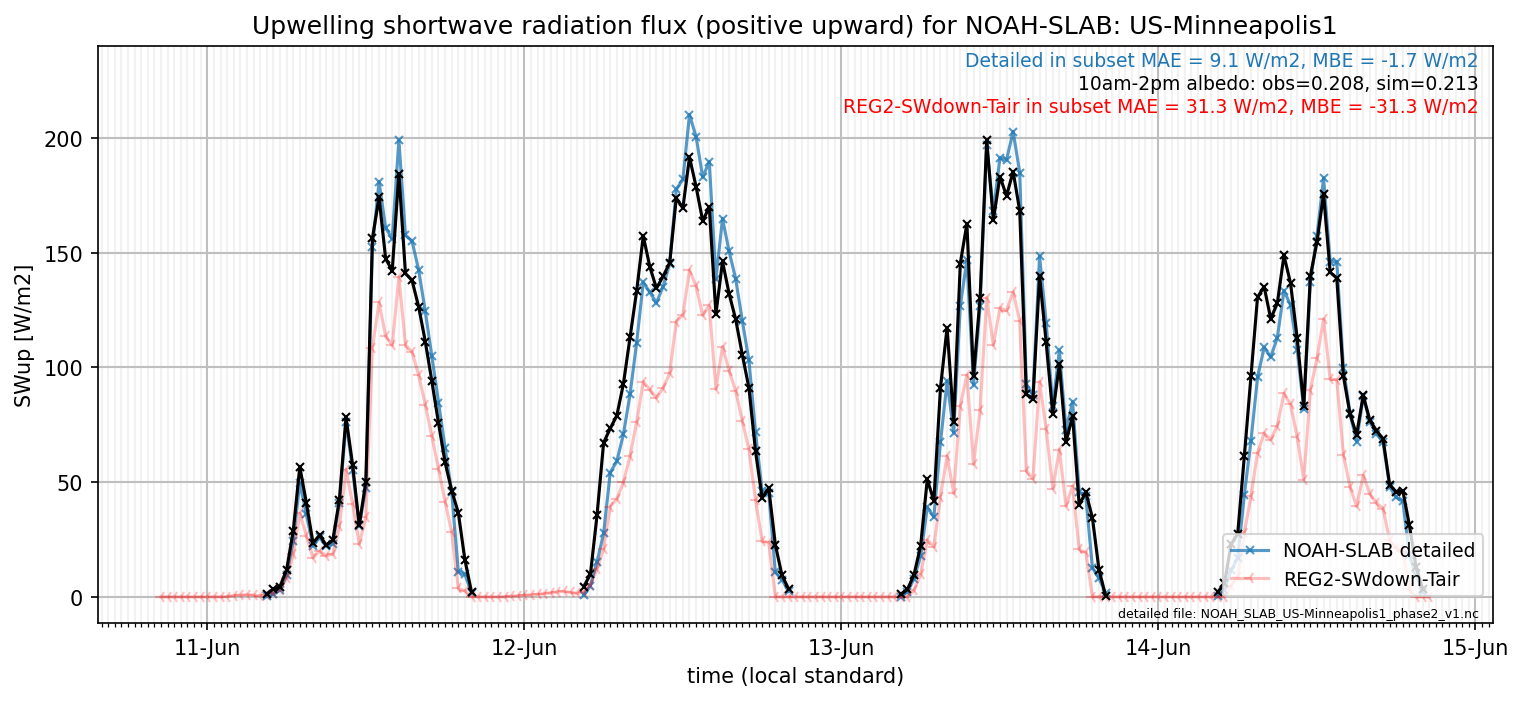 Upwelling shortwave radiation flux (positive upward) for NOAH-SLAB: US-Minneapolis1
Detailed in subset MAE = 9.1 W/m2, MBE = -1.7 W/m2
10am-2pm albedo: obs=0.208, sim=0.213
REG2-SWdown-Tair in subset MAE = 31.3 W/m2, MBE = -31.3 W/m2
SWup [W/m2]
200
150
100
50
0
NOAH-SLAB detailed
REG2-SWdown-Tair
detailed file: NOAH_SLAB_US-Minneapolis1_phase2_v1.nc
11-Jun 12-Jun 13-Jun 14-Jun 15-Jun
time (local standard)